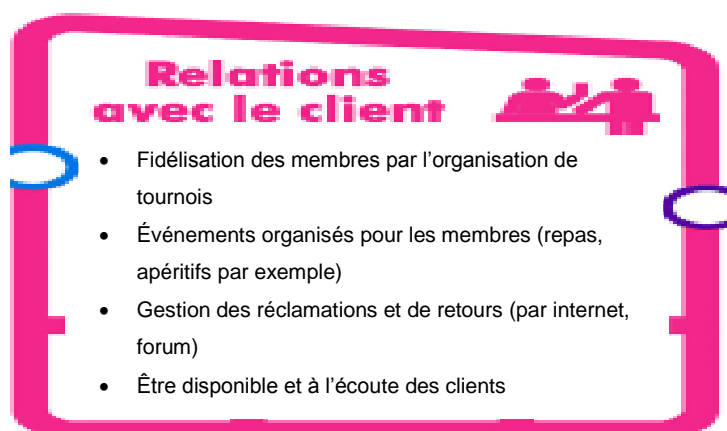 Relations
avec le client
• Fidélisation des membres par l’organisation de
tournois
• Événements organisés pour les membres (repas,
apéritifs par exemple)
• Gestion des réclamations et de retours (par internet,
forum)
• Être disponible et à l’écoute des clients